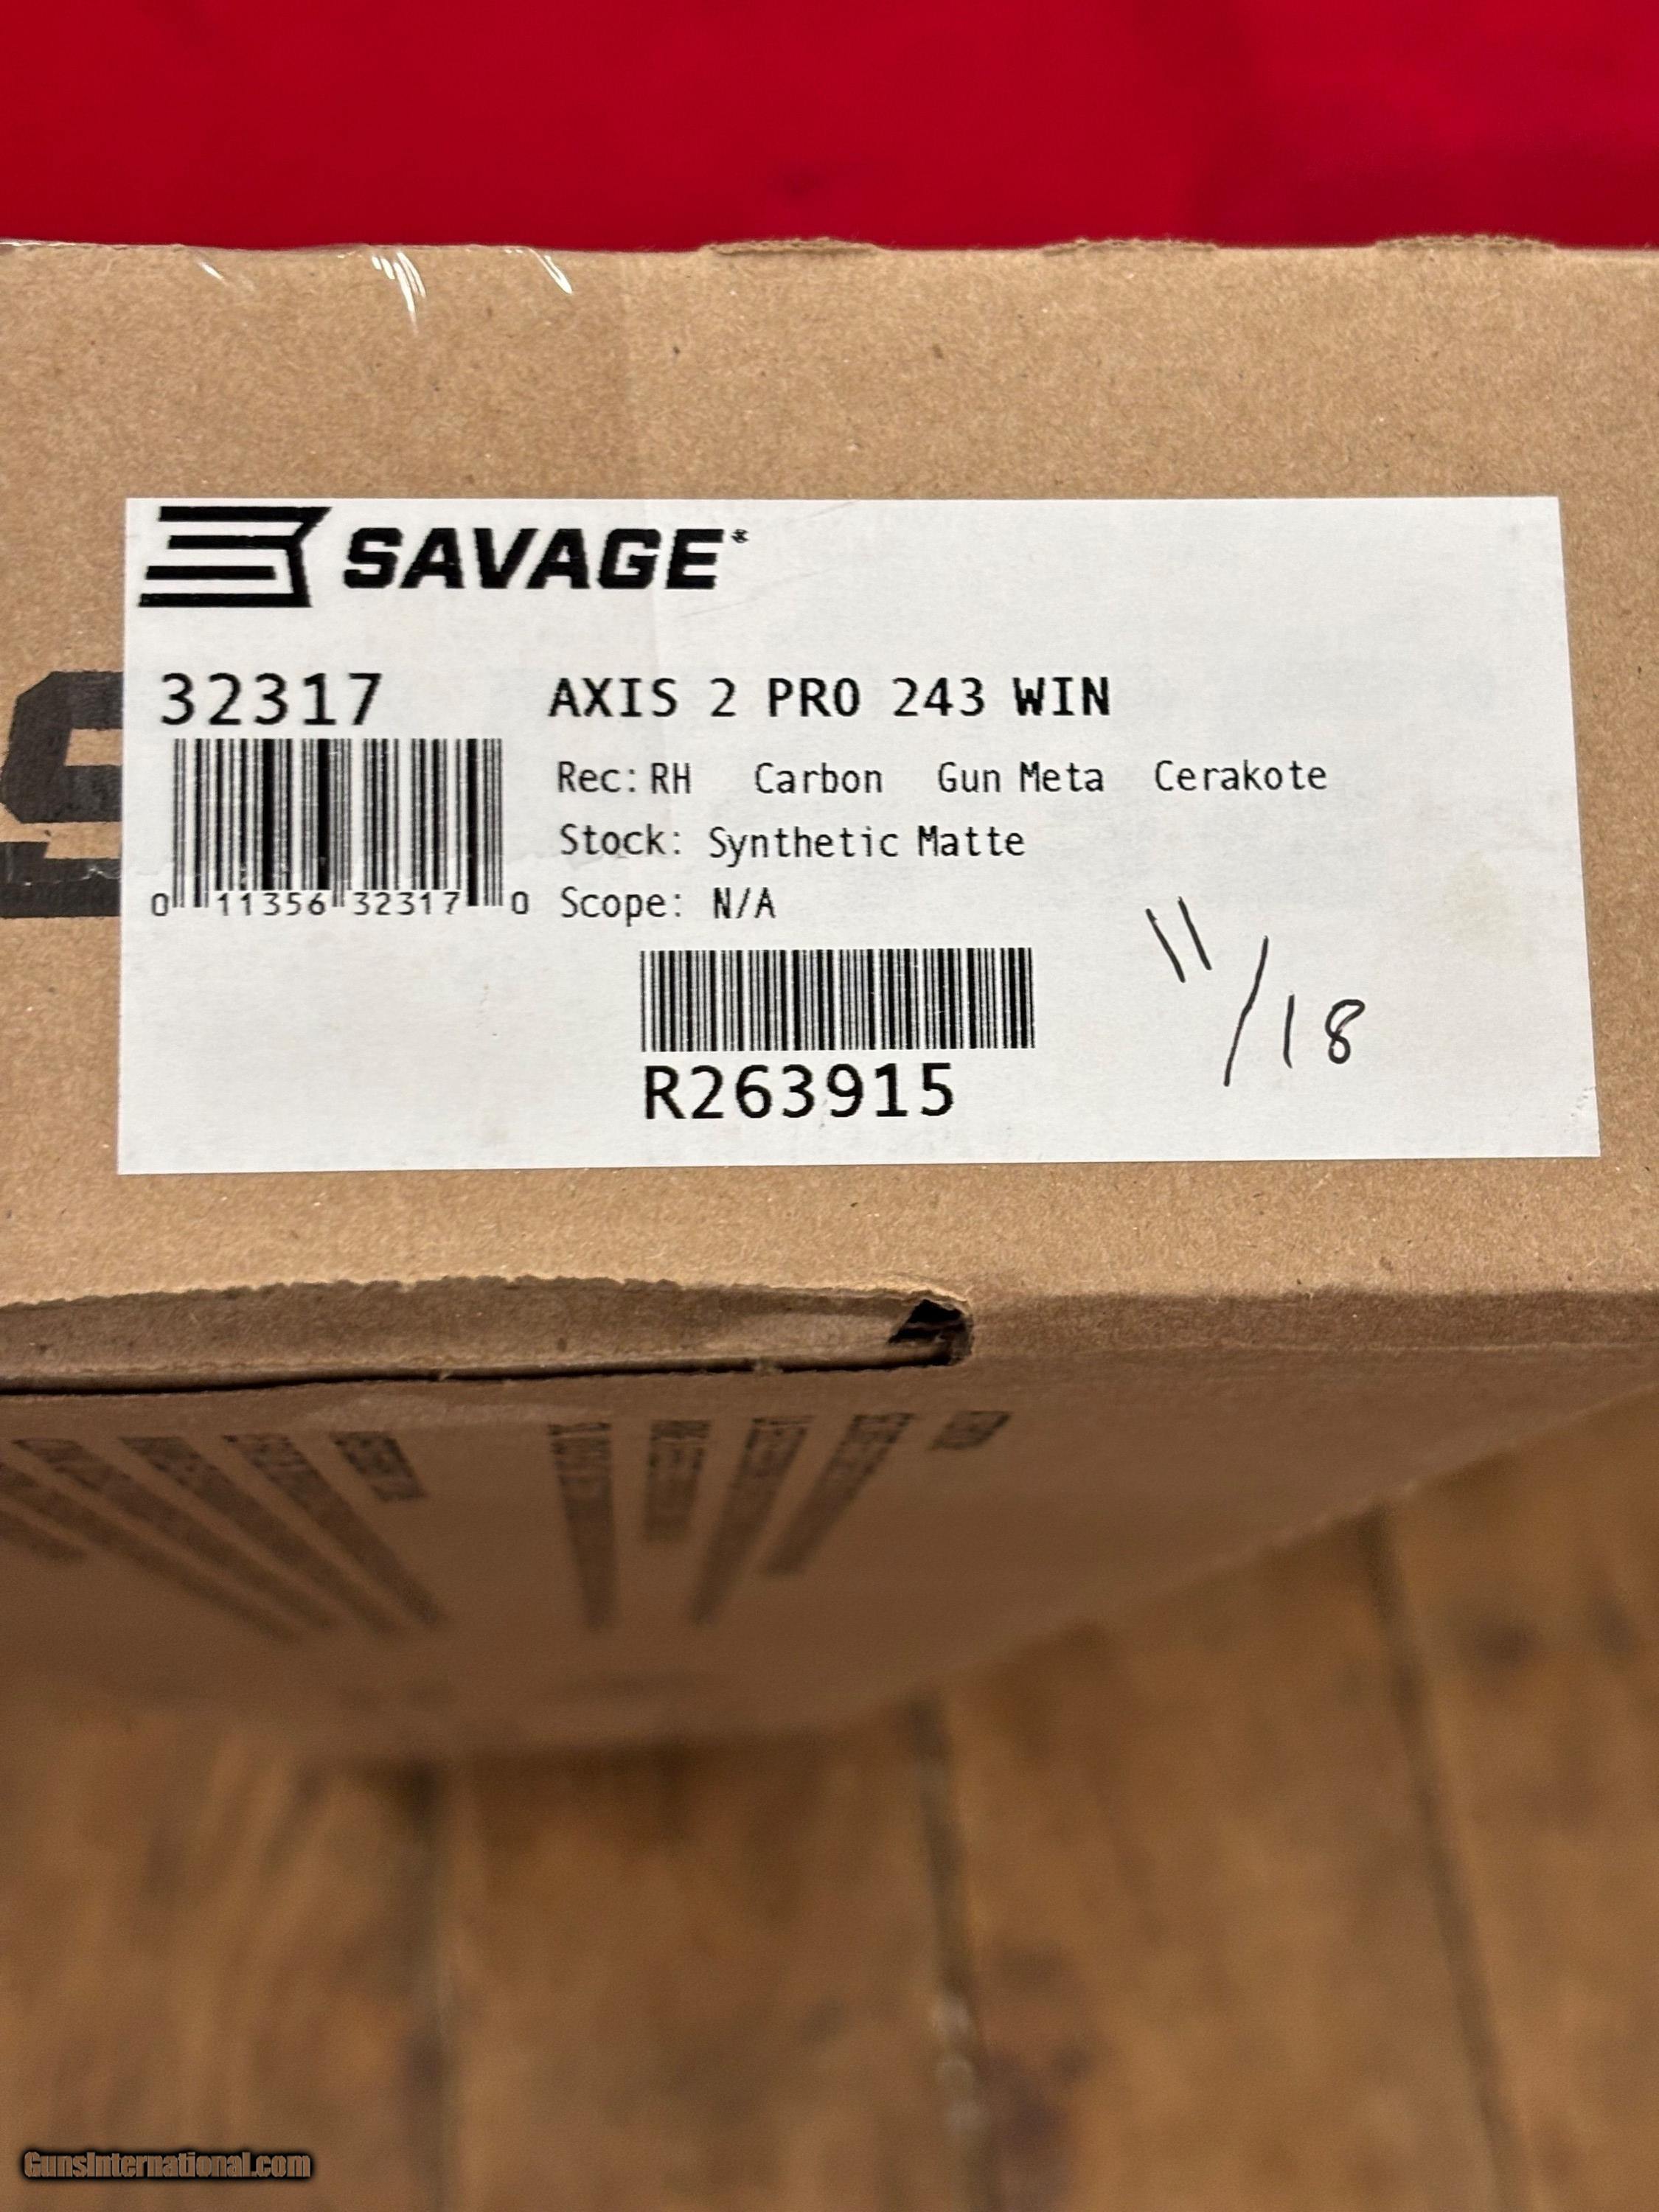 SAVAGE®
32317 AXIS 2 PRO 243 WIN
Rec: RH Carbon Gun Meta Cerakote
Stock: Synthetic Matte
0 11356 32317 0 Scope: N/A
11/18
R263915
GunsInternational.com